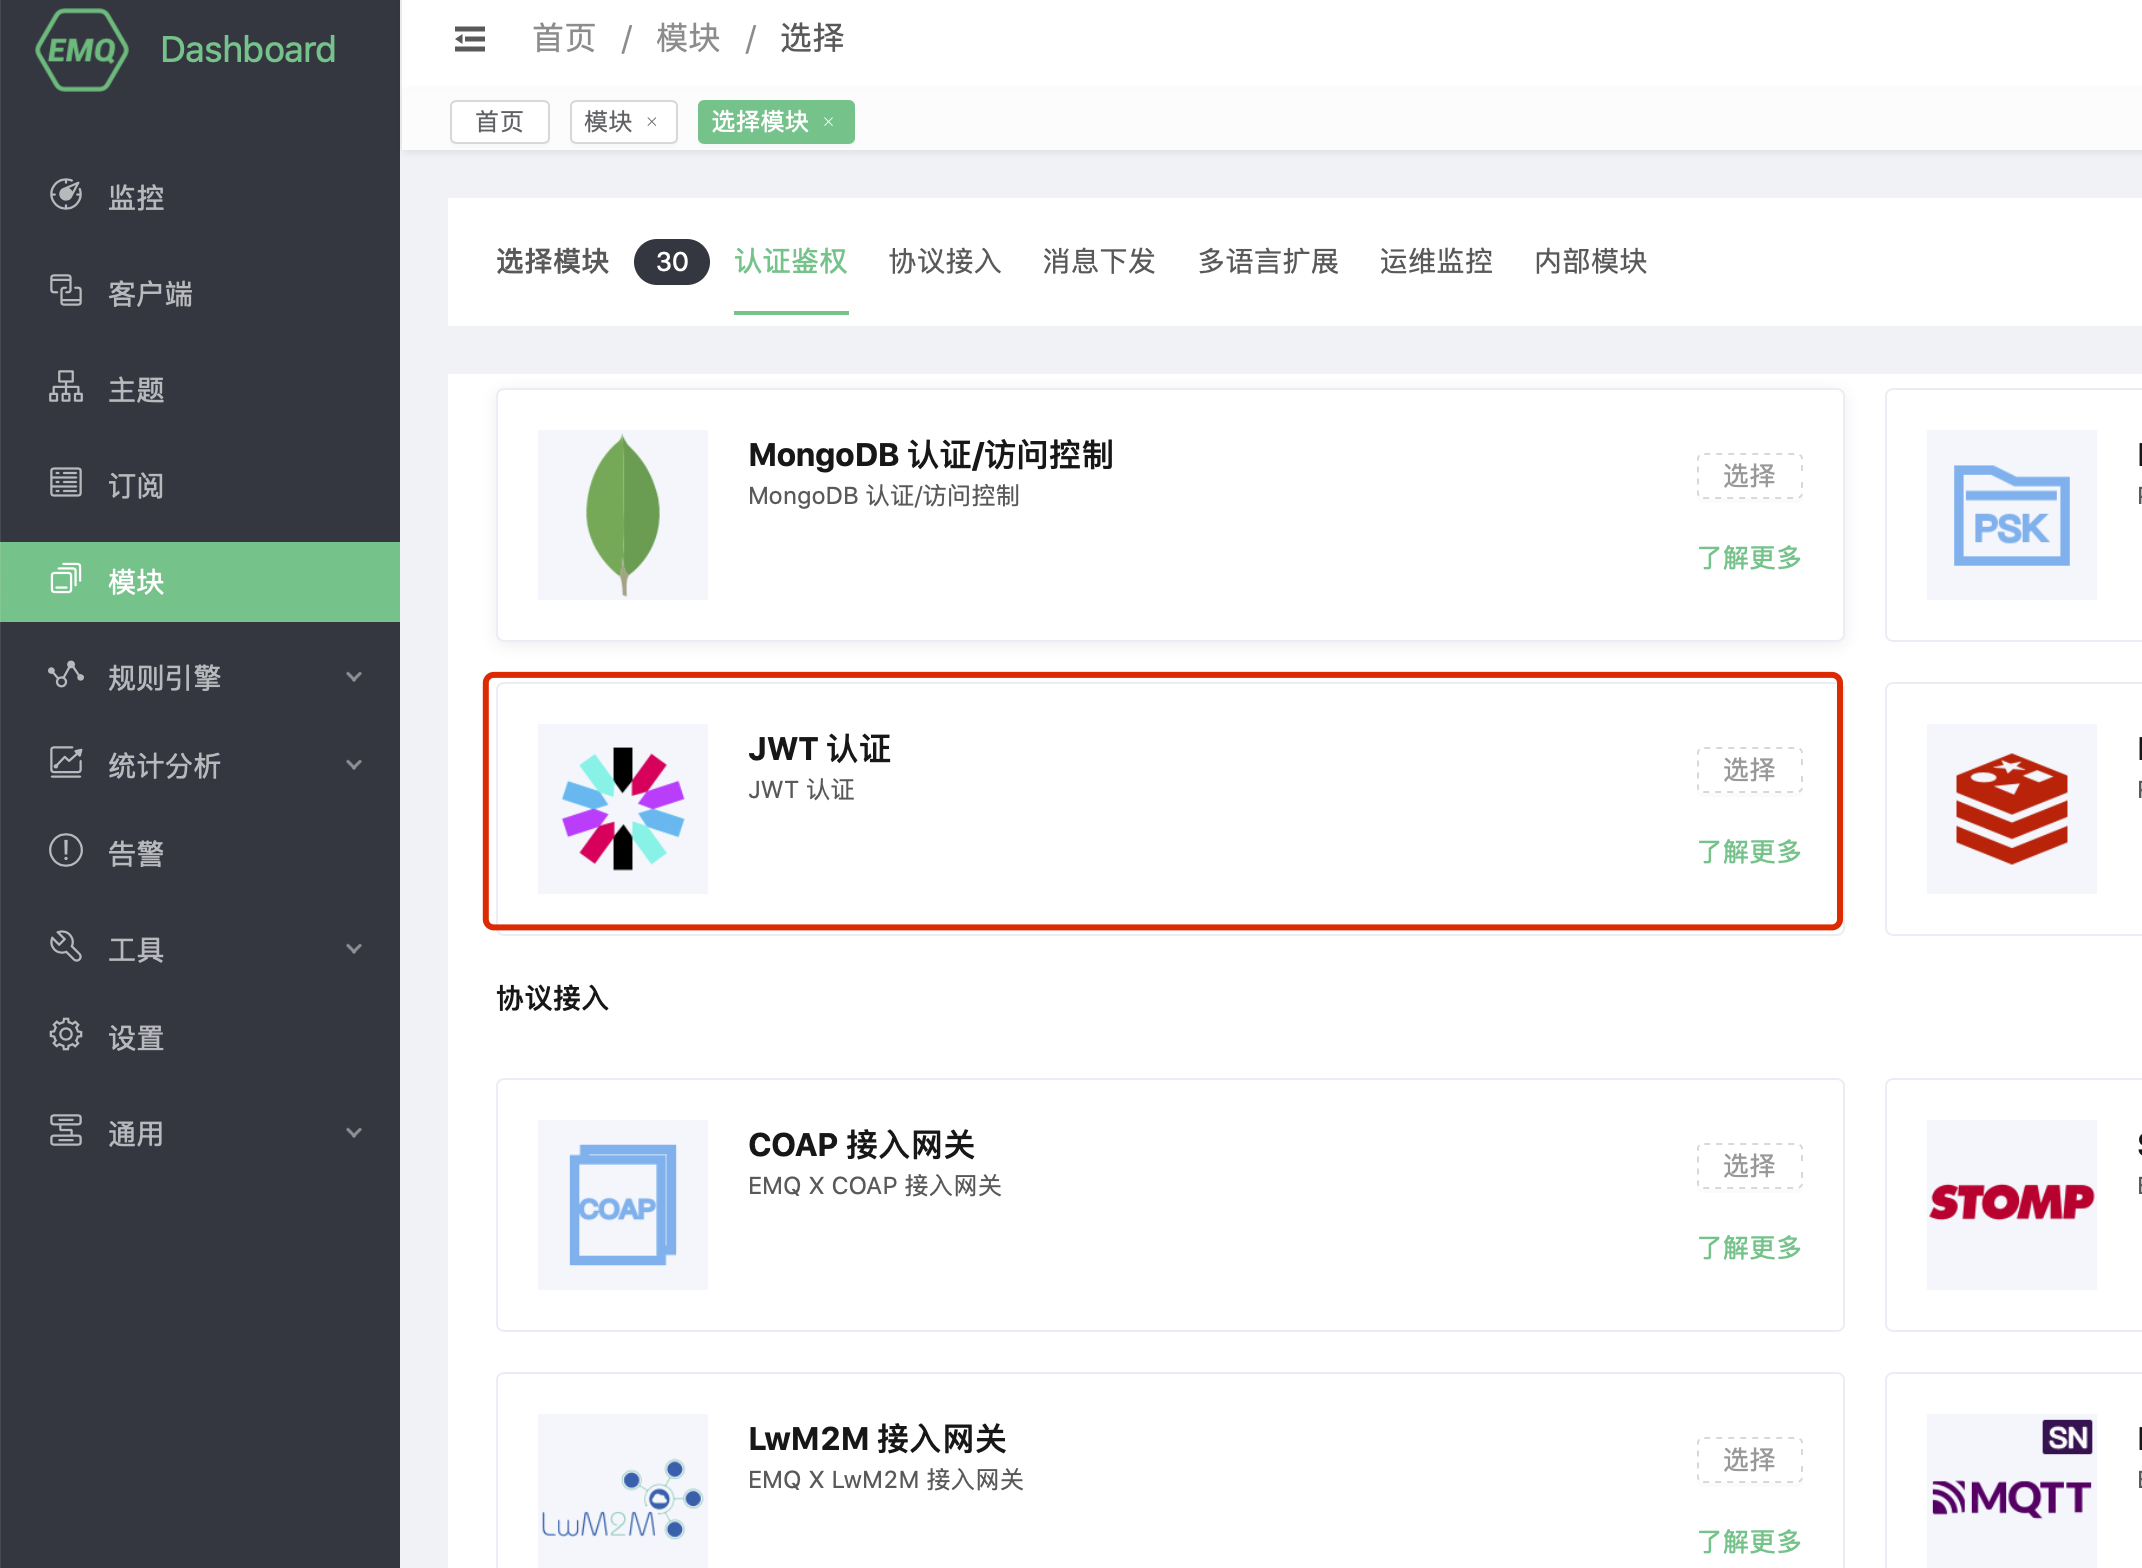 EMQ Dashboard
首页 / 模块 / 选择
首页
模块 ×
选择模块 ×
监控
客户端
主题
订阅
模块
规则引擎
统计分析
告警
工具
设置
通用
选择模块 30 认证鉴权 协议接入 消息下发 多语言扩展 运维监控 内部模块
MongoDB 认证/访问控制
MongoDB 认证/访问控制
选择
了解更多
PSK
JWT 认证
JWT 认证
选择
了解更多
协议接入
COAP
COAP 接入网关
EMQ X COAP 接入网关
选择
了解更多
STOMP
LwM2M
LwM2M 接入网关
EMQ X LwM2M 接入网关
选择
了解更多
SN
MQTT